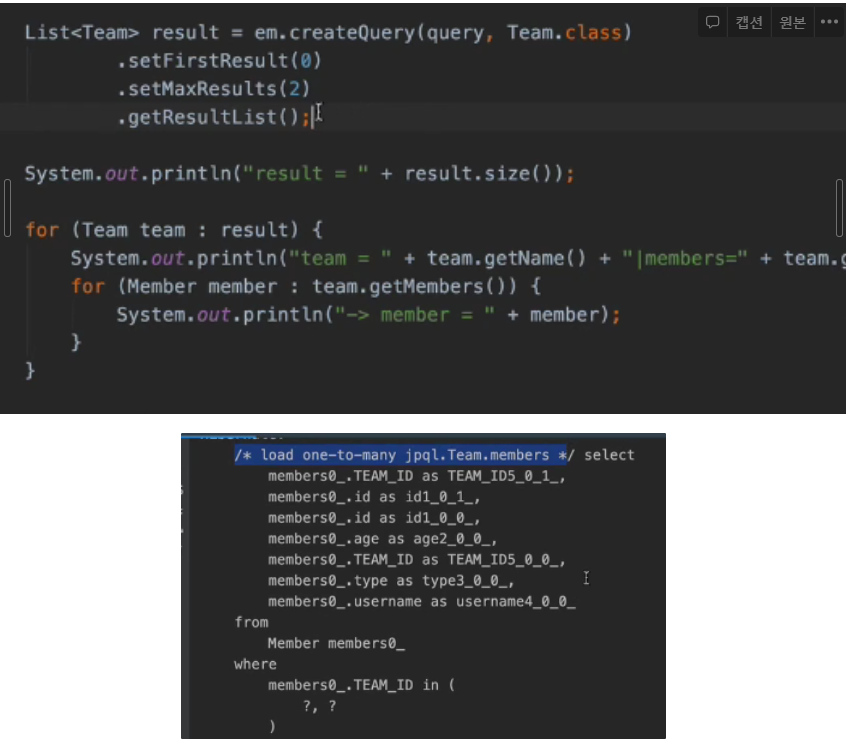 캡션 원본
List<Team> result = em.createQuery(query, Team.class)
.setFirstResult(0)
.setMaxResults(2)
.getResultList();
System.out.println("result = " + result.size());
for (Team team : result) {
System.out.println("team = " + team.getName() + "|members=" + team.g
for (Member member : team.getMembers()) {
System.out.println("-> member = " + member);
}
}
/* load one-to-many jpql.Team.members */ select
members0_.TEAM_ID as TEAM_ID5_0_1_,
members0_.id as id1_0_1_,
members0_.id as id1_0_0_,
members0_.age as age2_0_0_,
members0_.TEAM_ID as TEAM_ID5_0_0_,
members0_.type as type3_0_0_,
members0_.username as username4_0_0_
from
Member members0_
where
members0_.TEAM_ID in (
?, ?
)